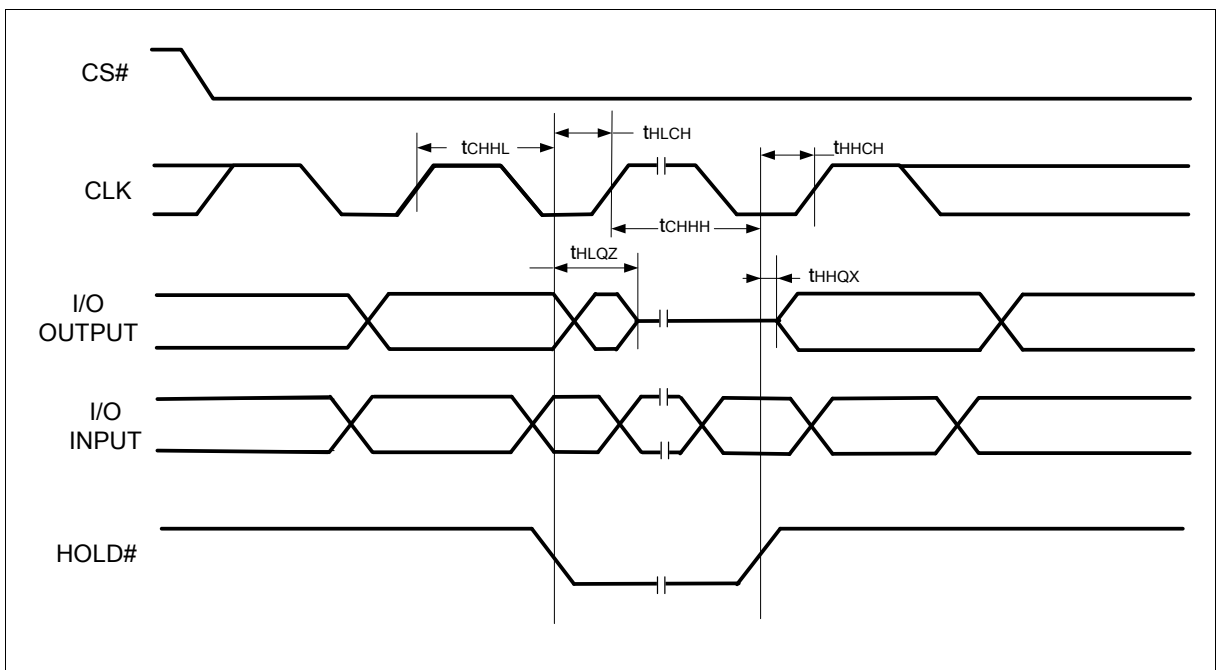 CS#
tHLCH
tCHHL
tHHCH
CLK
tCHHH
tHLQZ
tHHQX
I/O
OUTPUT
I/O
INPUT
HOLD#